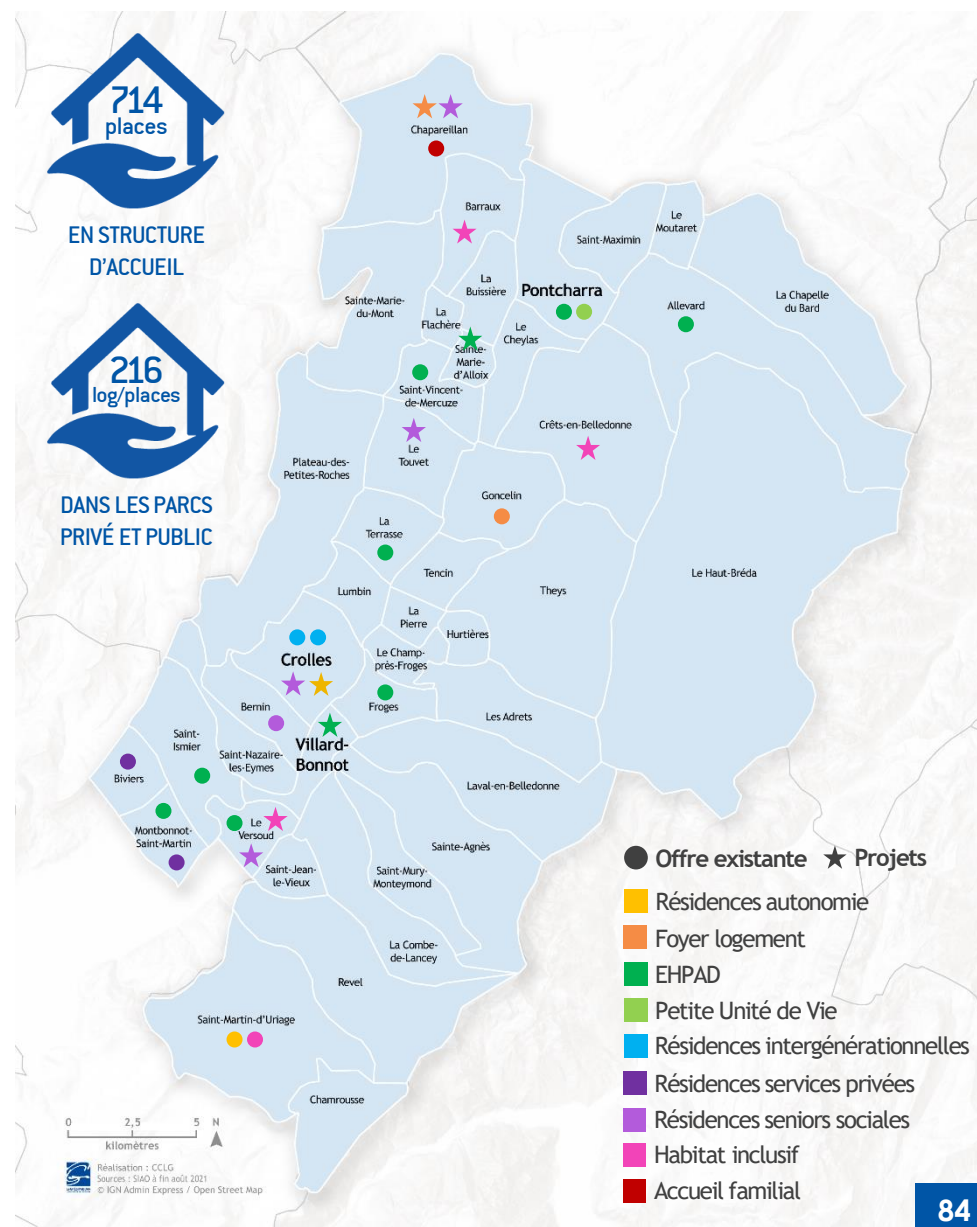 714
places
EN STRUCTURE
D'ACCUEIL
216
log/places
DANS LES PARCS
PRIVÉ ET PUBLIC
Chapareillan
Barraux
Le
Moutaret
Saint-Maximin
La
Buissière
Pontcharra
Allevard
La Chapelle
du Bard
Sainte-Marie-
du-Mont
La
Flachère
Le
Cheylas
Sainte-
Marie-
d'Alloix
Saint-Vincent-
de-Mercuze
Crêts-en-Belledonne
Le
Touvet
Plateau-des-
Petites-Roches
Goncelin
La
Terrasse
Tencin
Le Haut-Bréda
Lumbin
Theys
La
Pierre
Hurtières
Le Champ-
près-Froges
Crolles
Froges
Bernin
Les Adrets
Saint-
Ismier
Villard-
Bonnot
Saint-Nazaire-
les-Eymes
Biviers
Laval-en-Belledonne
Montbonnot-
Saint-Martin
Le
Versoud
Sainte-Agnès
Saint-Jean-
le-Vieux
Saint-Mury-
Monteymond
La Combe-
de-Lancey
Revel
Saint-Martin-d'Uriage
Chamrousse
Offre existante Projets
Résidences autonomie
Foyer logement
EHPAD
Petite Unité de Vie
Résidences intergénérationnelles
Résidences services privées
Résidences seniors sociales
Habitat inclusif
Accueil familial
0 2,5 5 N
kilomètres
Réalisation : CCLG
Sources : SIAO à fin août 2021
© IGN Admin Express / Open Street Map
84